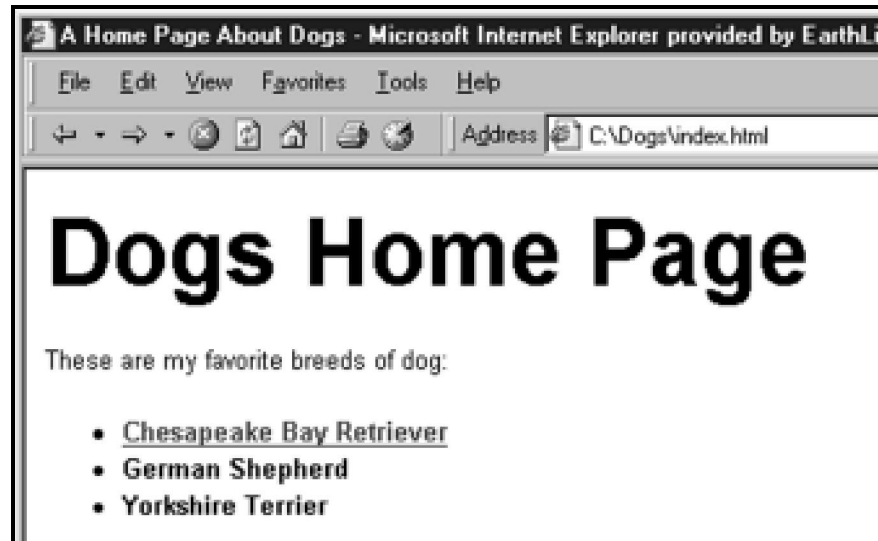 A Home Page About Dogs - Microsoft Internet Explorer provided by EarthLi
File Edit View Favorites Tools Help
Address C:\Dogs\index.html
Dogs Home Page
These are my favorite breeds of dog:
• Chesapeake Bay Retriever
• German Shepherd
• Yorkshire Terrier